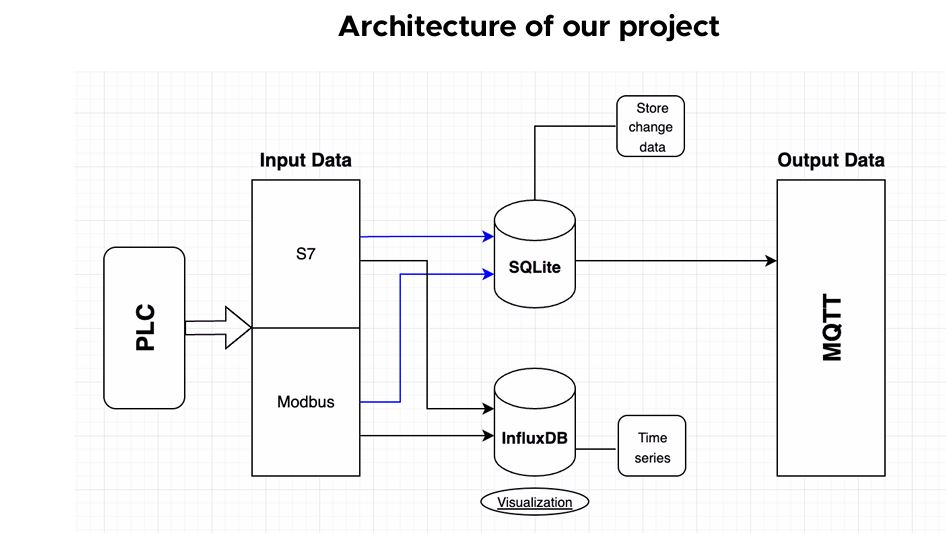 Architecture of our project
Store
change
data
Input Data
Output Data
S7
SQLite
PLC
MQTT
Modbus
InfluxDB
Time
series
Visualization